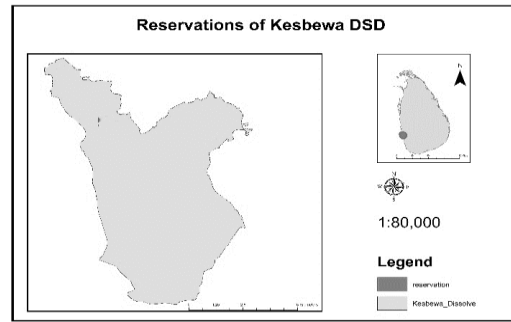 Reservations of Kesbewa DSD
N
N
W
S
1:80,000
Legend
reservation
Kesbewa_Dissolve